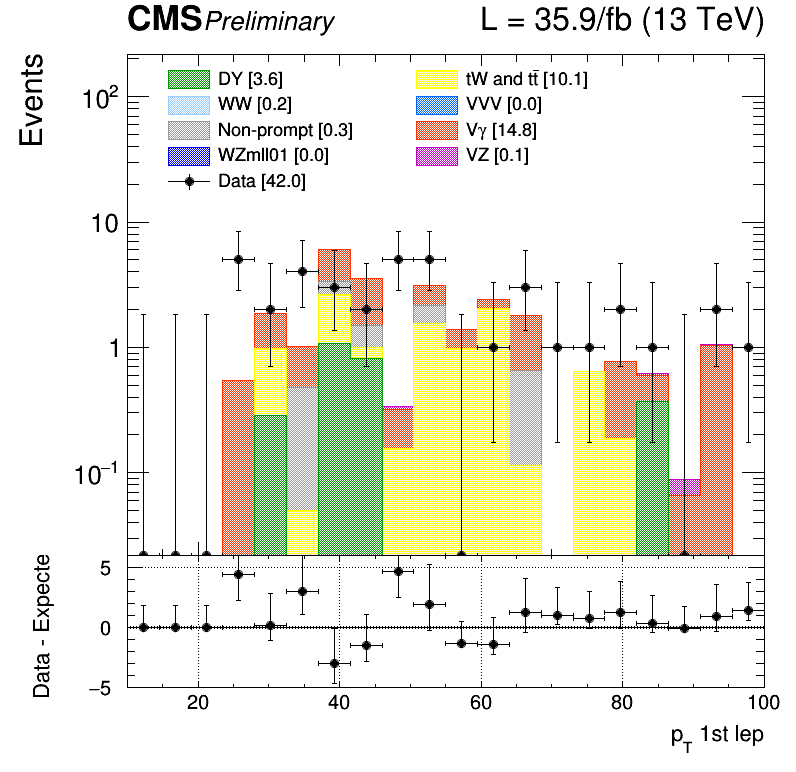 CMS Preliminary L = 35.9/fb (13 TeV)
Events
DY [3.6] tW and tt̄ [10.1]
WW [0.2] VVV [0.0]
Non-prompt [0.3] Vγ [14.8]
WZmll01 [0.0] VZ [0.1]
Data [42.0]
10²
10
1
10⁻¹
Data - Expecte
5
0
−5
20 40 60 80 100
p_T 1st lep